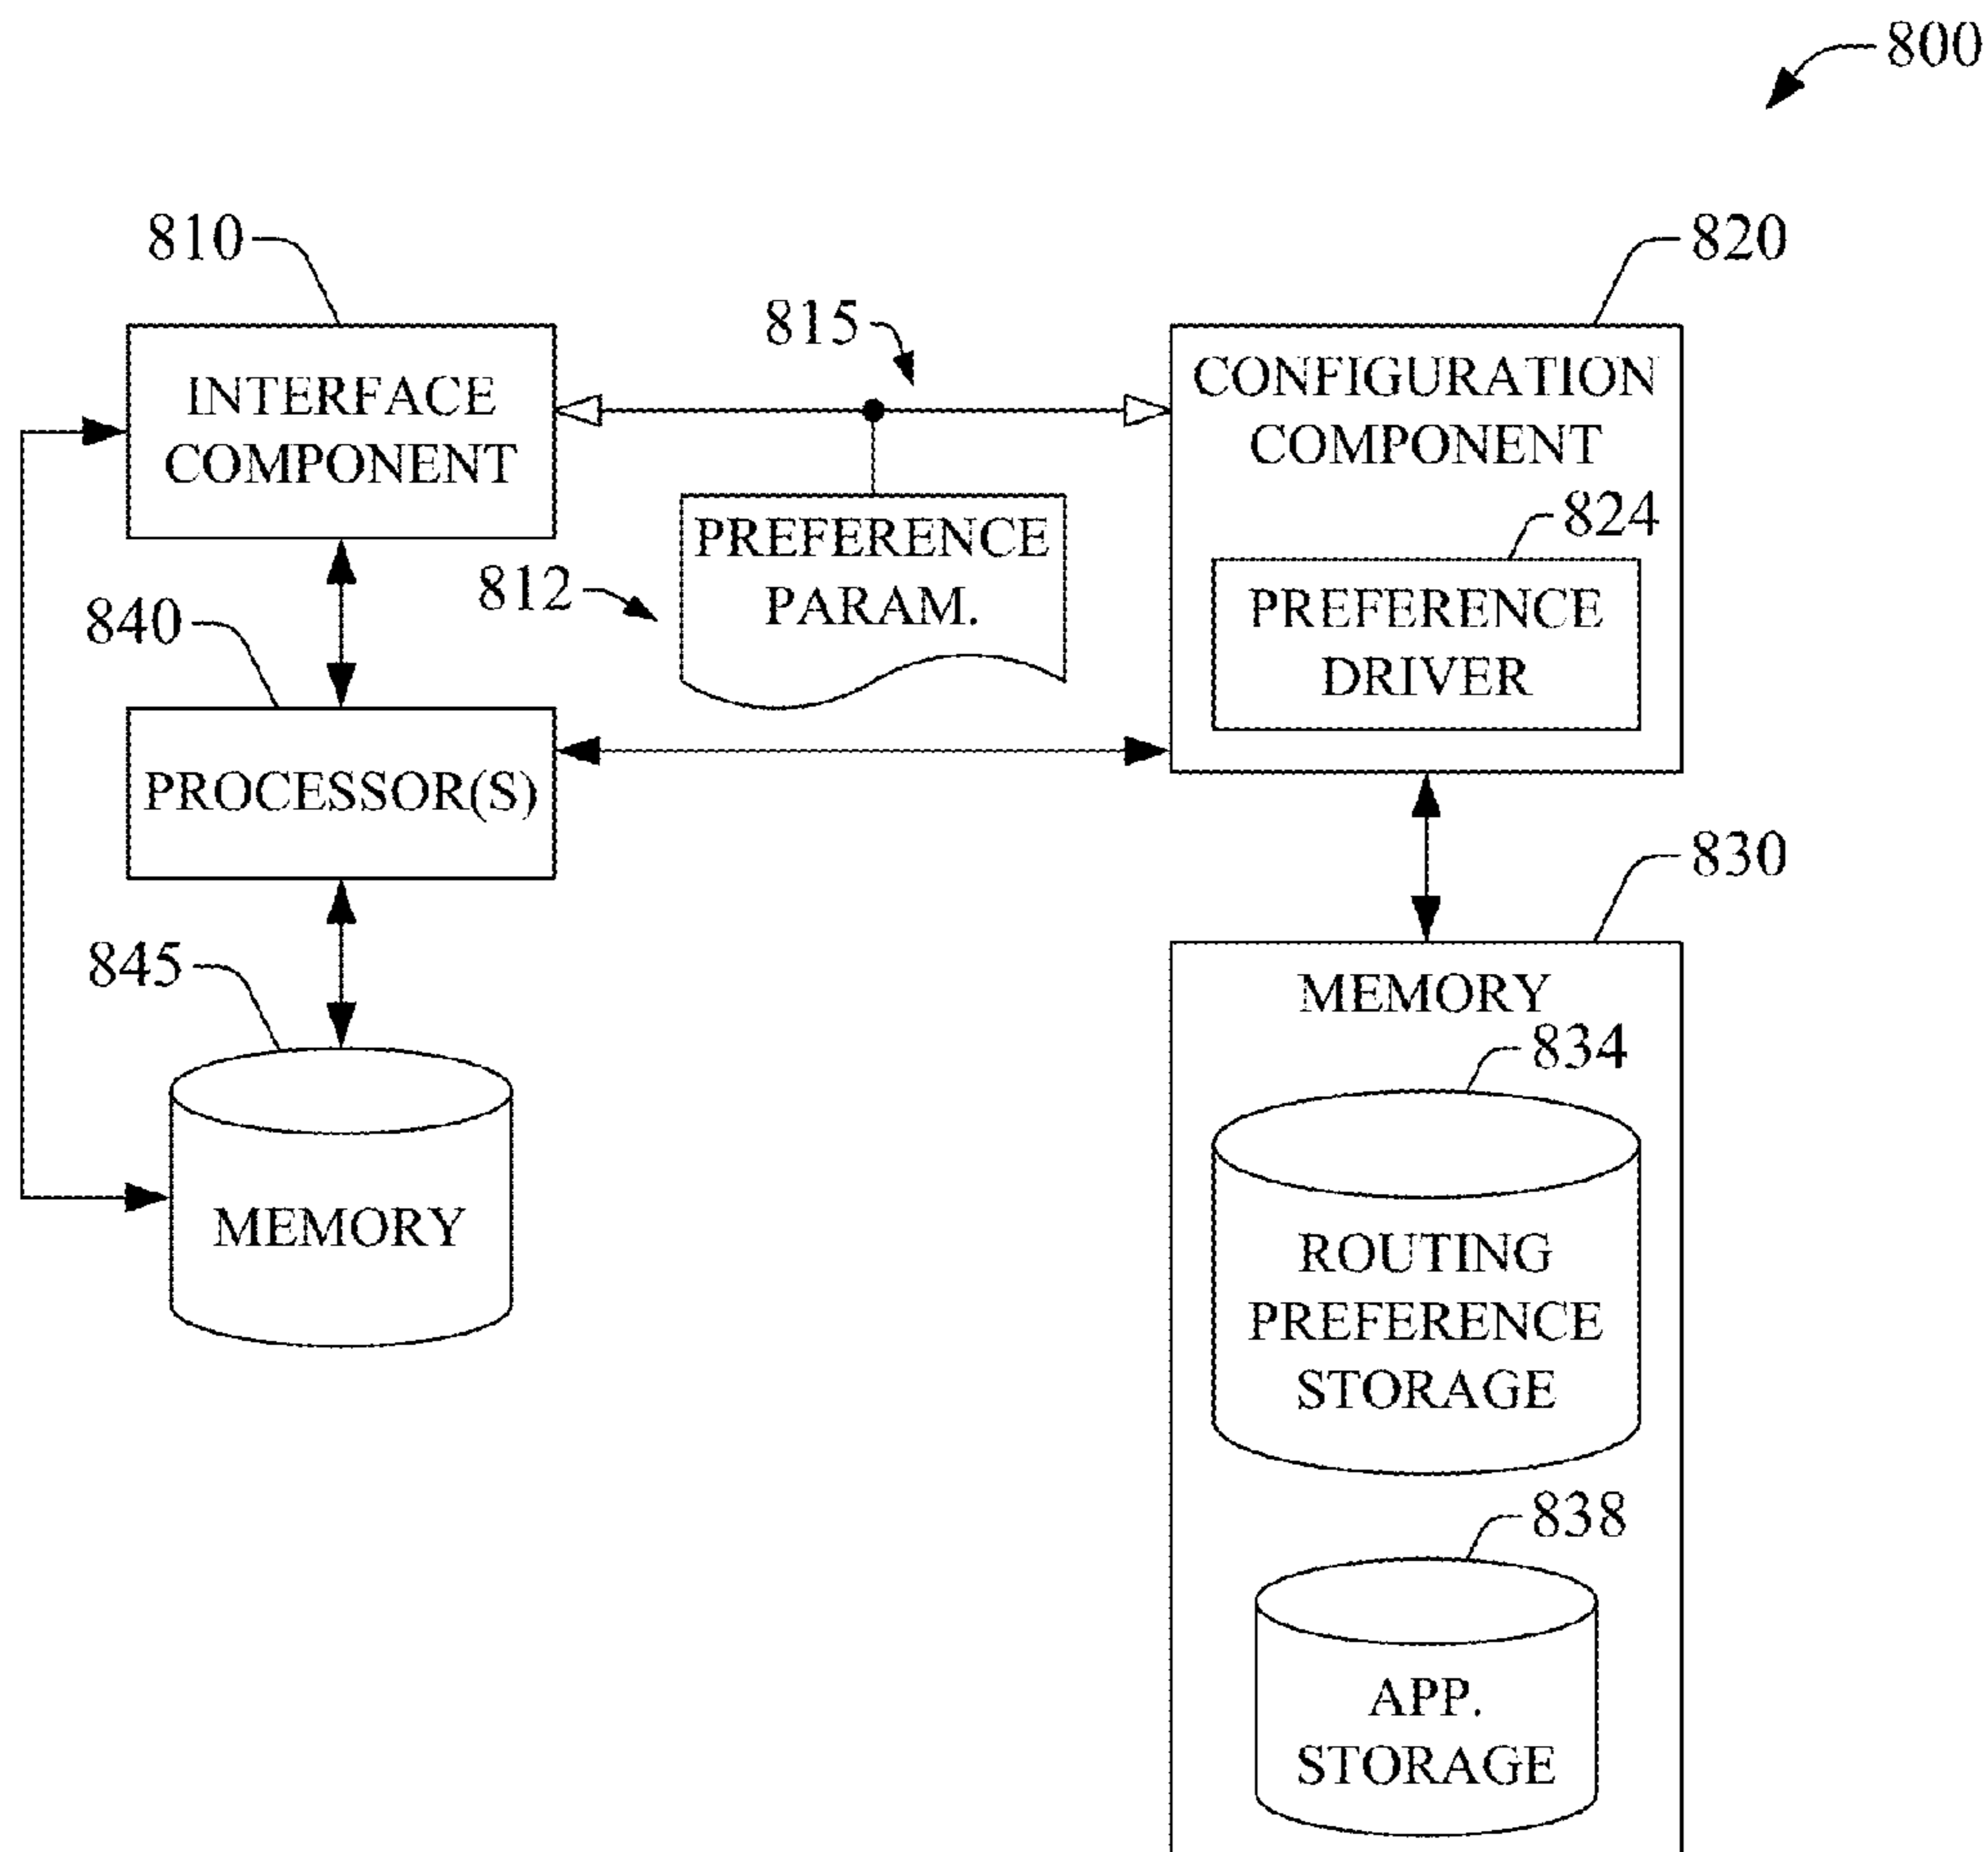 800
810
820
815
INTERFACE
COMPONENT
CONFIGURATION
COMPONENT
824
PREFERENCE
PARAM.
812
PREFERENCE
DRIVER
840
PROCESSOR(S)
830
845
MEMORY
834
MEMORY
ROUTING
PREFERENCE
STORAGE
838
APP.
STORAGE